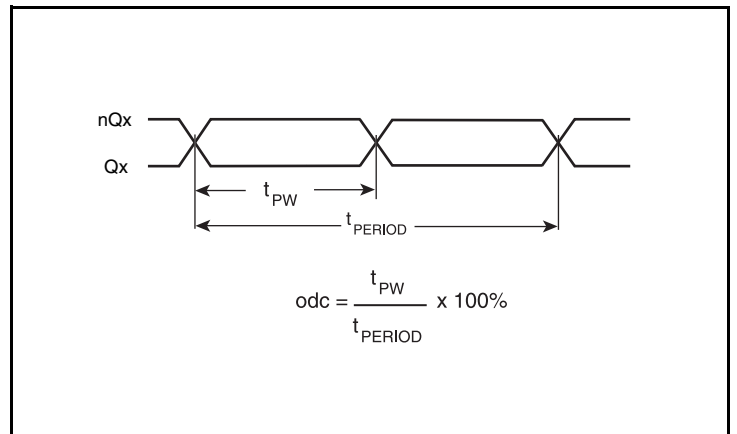 nQx
Qx
tPW
tPERIOD
odc = tPW / tPERIOD x 100%